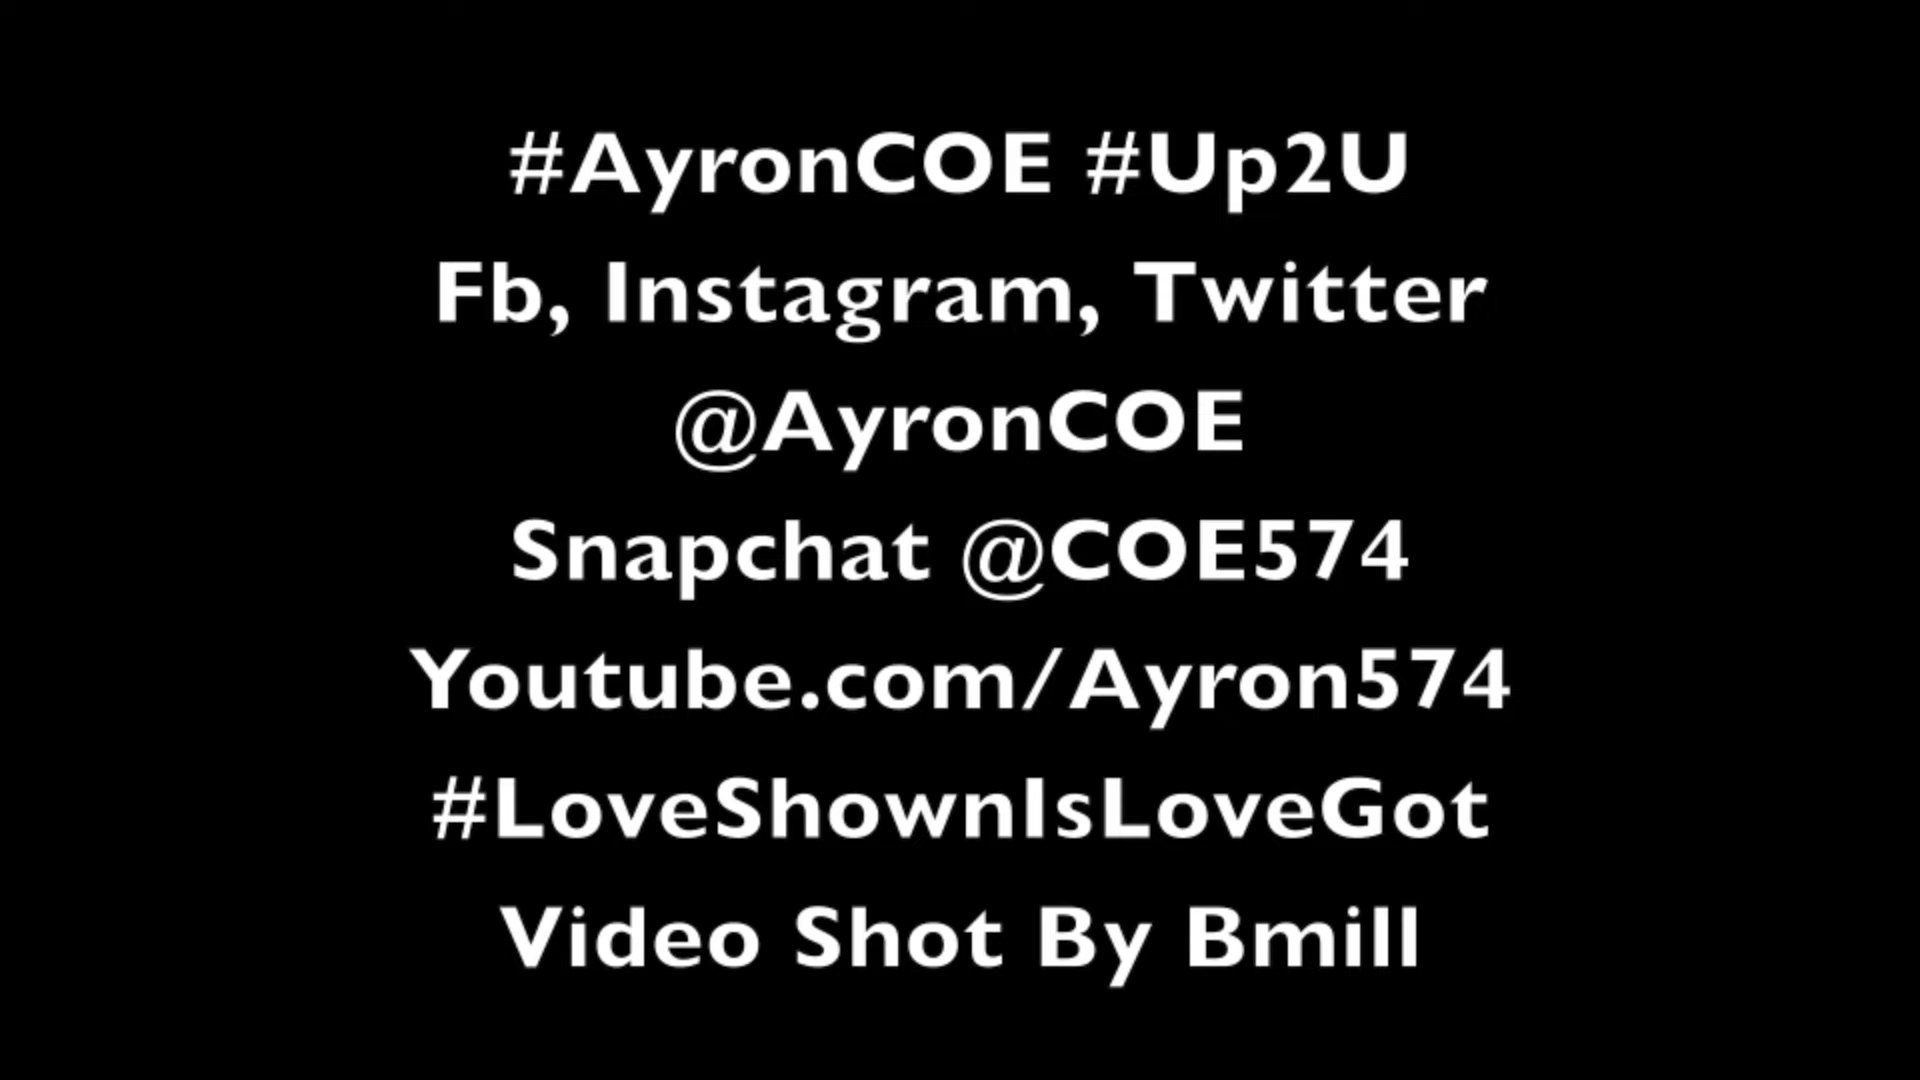 #AyronCOE #Up2U
Fb, Instagram, Twitter
@AyronCOE
Snapchat @COE574
Youtube.com/Ayron574
#LoveShownIsLoveGot
Video Shot By Bmill